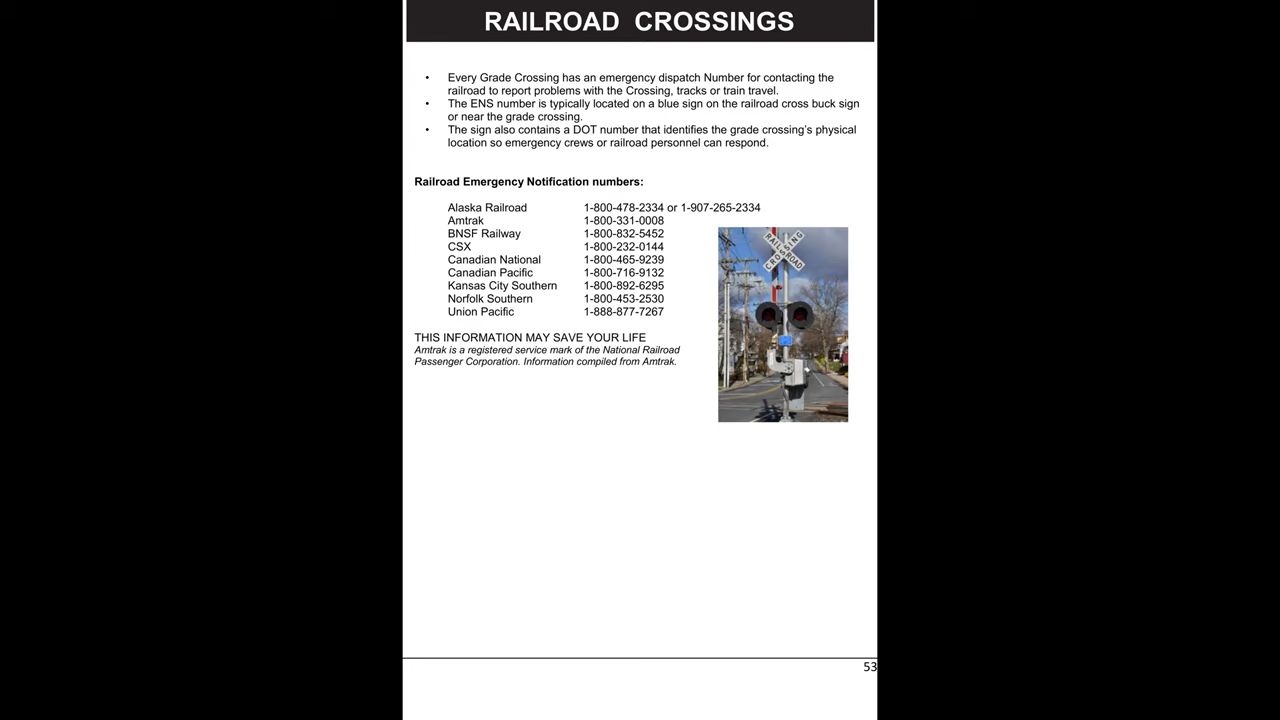 RAILROAD CROSSINGS
• Every Grade Crossing has an emergency dispatch Number for contacting the
railroad to report problems with the Crossing, tracks or train travel.
• The ENS number is typically located on a blue sign on the railroad cross buck sign
or near the grade crossing.
• The sign also contains a DOT number that identifies the grade crossing's physical
location so emergency crews or railroad personnel can respond.
Railroad Emergency Notification numbers:
Alaska Railroad 1-800-478-2334 or 1-907-265-2334
Amtrak 1-800-331-0008
BNSF Railway 1-800-832-5452
CSX 1-800-232-0144
Canadian National 1-800-465-9239
Canadian Pacific 1-800-716-9132
Kansas City Southern 1-800-892-6295
Norfolk Southern 1-800-453-2530
Union Pacific 1-888-877-7267
RAILROAD
CROSSING
THIS INFORMATION MAY SAVE YOUR LIFE
Amtrak is a registered service mark of the National Railroad
Passenger Corporation. Information compiled from Amtrak.
53